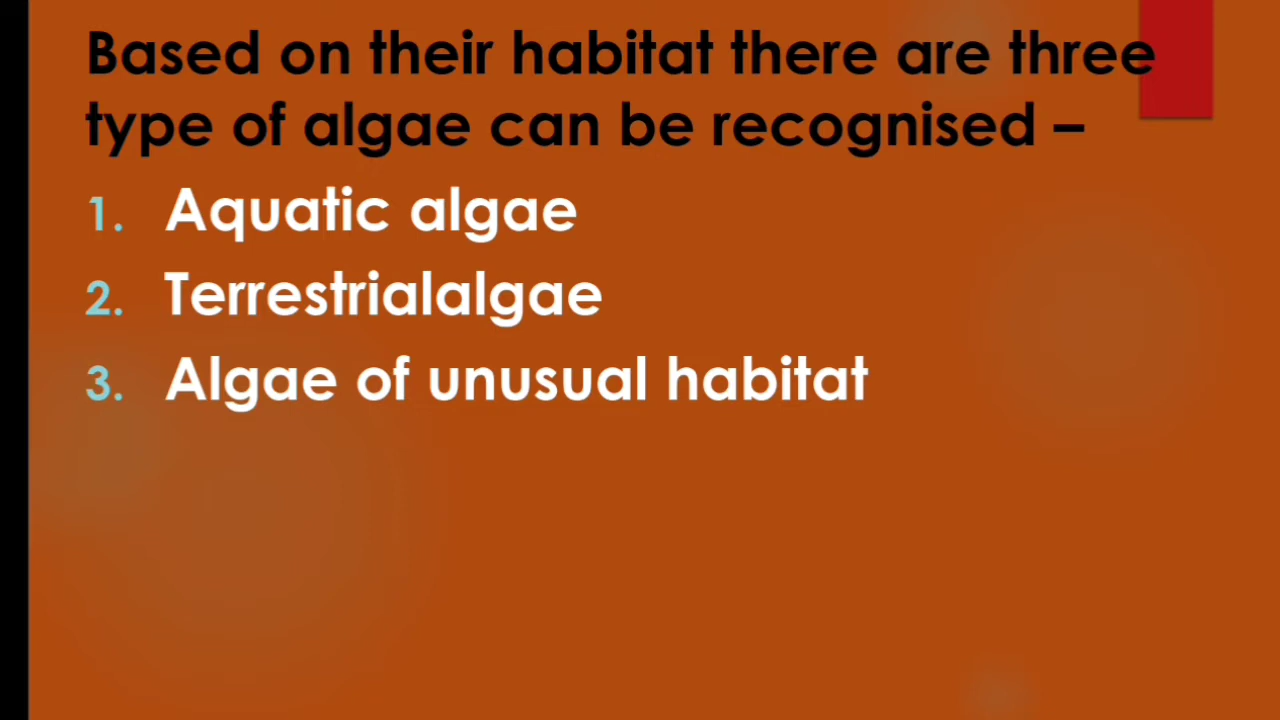 Based on their habitat there are three
type of algae can be recognised –
1. Aquatic algae
2. Terrestrialalgae
3. Algae of unusual habitat